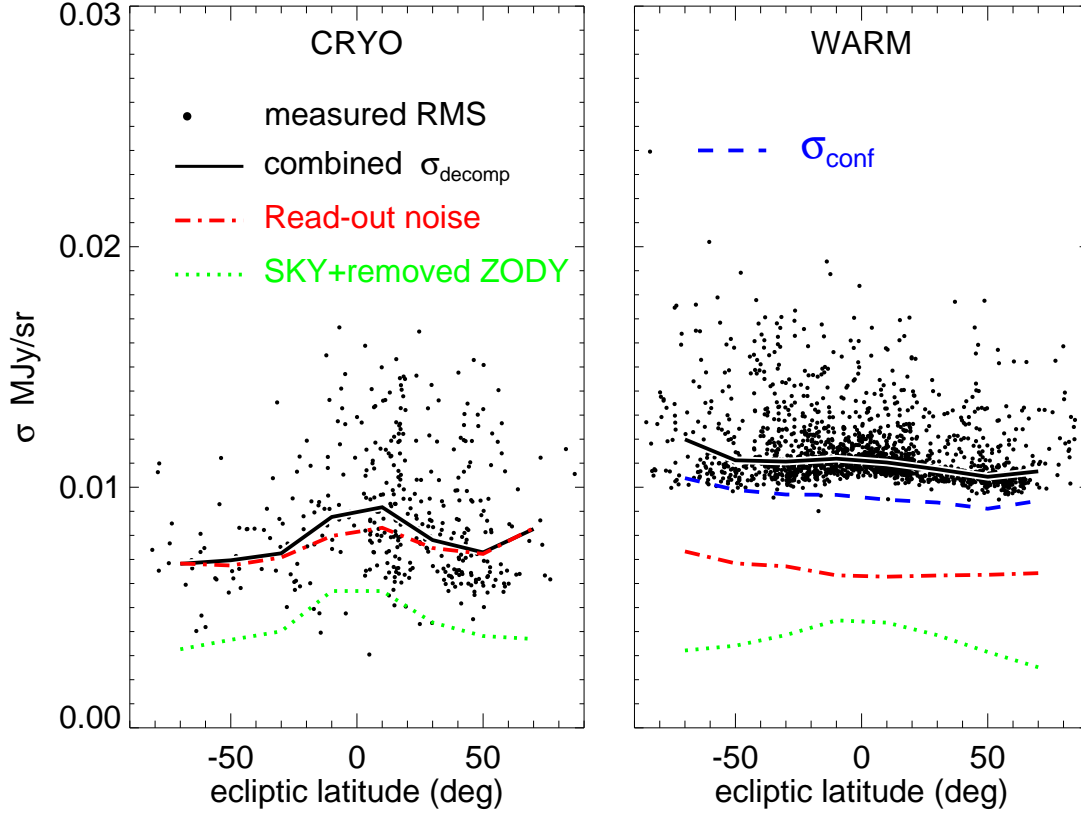 0.03
CRYO
WARM
measured RMS
combined σdecomp
σconf
Read-out noise
0.02
SKY+removed ZODY
σ MJy/sr
0.01
0.00
-50 0 50
-50 0 50
ecliptic latitude (deg)
ecliptic latitude (deg)